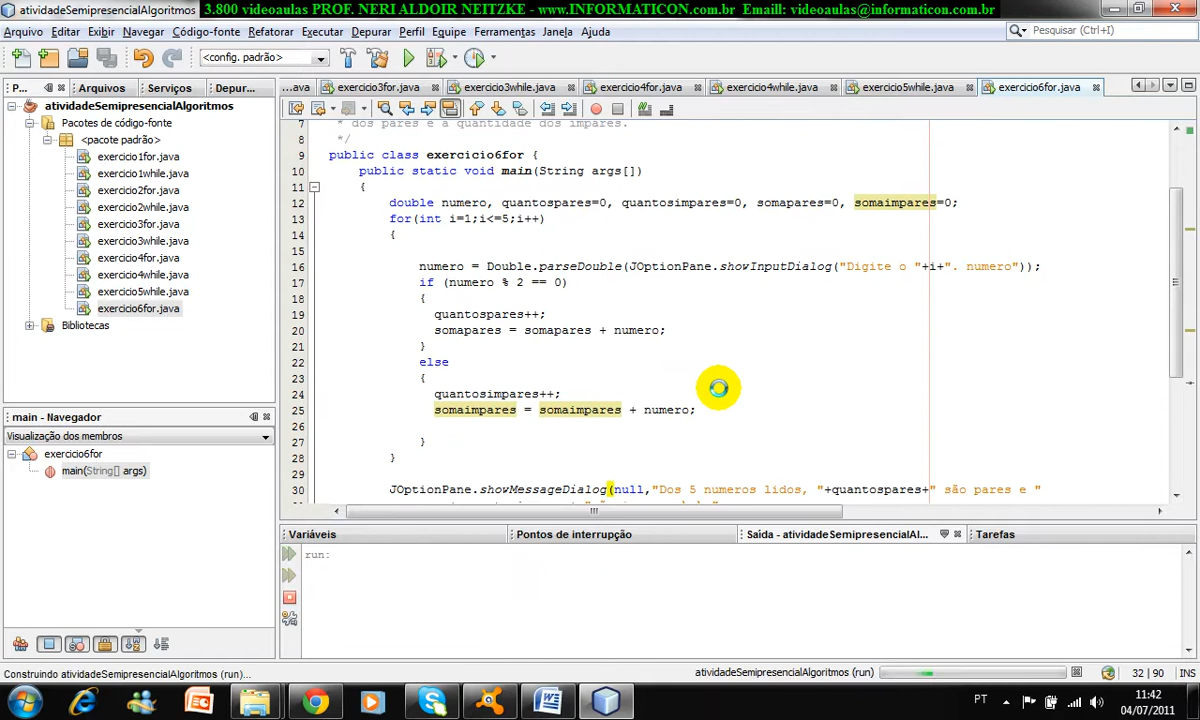 atividadeSemipresencialAlgoritmos
3.800 videoaulas PROF. NERI ALDOIR NEITZKE - www.INFORMATICON.com.br Emaill: videoaulas@informaticon.com.br
Arquivo Editar Exibir Navegar Código-fonte Refatorar Executar Depurar Perfil Equipe Ferramentas Janela Ajuda
Pesquisar (Ctrl+I)
<config. padrão>
P... Arquivos Serviços Depur...
...ava exercicio3for.java exercicio3while.java exercicio4for.java exercicio4while.java exercicio5while.java exercicio6for.java
atividadeSemipresencialAlgoritmos
Pacotes de código-fonte
<pacote padrão>
exercicio1for.java
exercicio1while.java
exercicio2for.java
exercicio2while.java
exercicio3for.java
exercicio3while.java
exercicio4for.java
exercicio4while.java
exercicio5while.java
exercicio6for.java
Bibliotecas
main - Navegador
Visualização dos membros
exercicio6for
main(String[] args)
7 * dos pares e a quantidade dos impares.
8 */
9 public class exercicio6for {
10 public static void main(String args[])
11 {
12 double numero, quantospares=0, quantosimpares=0, somapares=0, somaimpares=0;
13 for(int i=1;i<=5;i++)
14 {
15
16 numero = Double.parseDouble(JOptionPane.showInputDialog("Digite o "+i+". numero"));
17 if (numero % 2 == 0)
18 {
19 quantospares++;
20 somapares = somapares + numero;
21 }
22 else
23 {
24 quantosimpares++;
25 somaimpares = somaimpares + numero;
26
27 }
28 }
29
30 JOptionPane.showMessageDialog(null,"Dos 5 numeros lidos, "+quantospares+" são pares e "
Variáveis Pontos de interrupção Saída - atividadeSemipresencialAl... Tarefas
run:
Construindo atividadeSemipresencialAlgoritmos (run)...
atividadeSemipresencialAlgoritmos (run)
32 | 90 INS
PT
11:42
04/07/2011